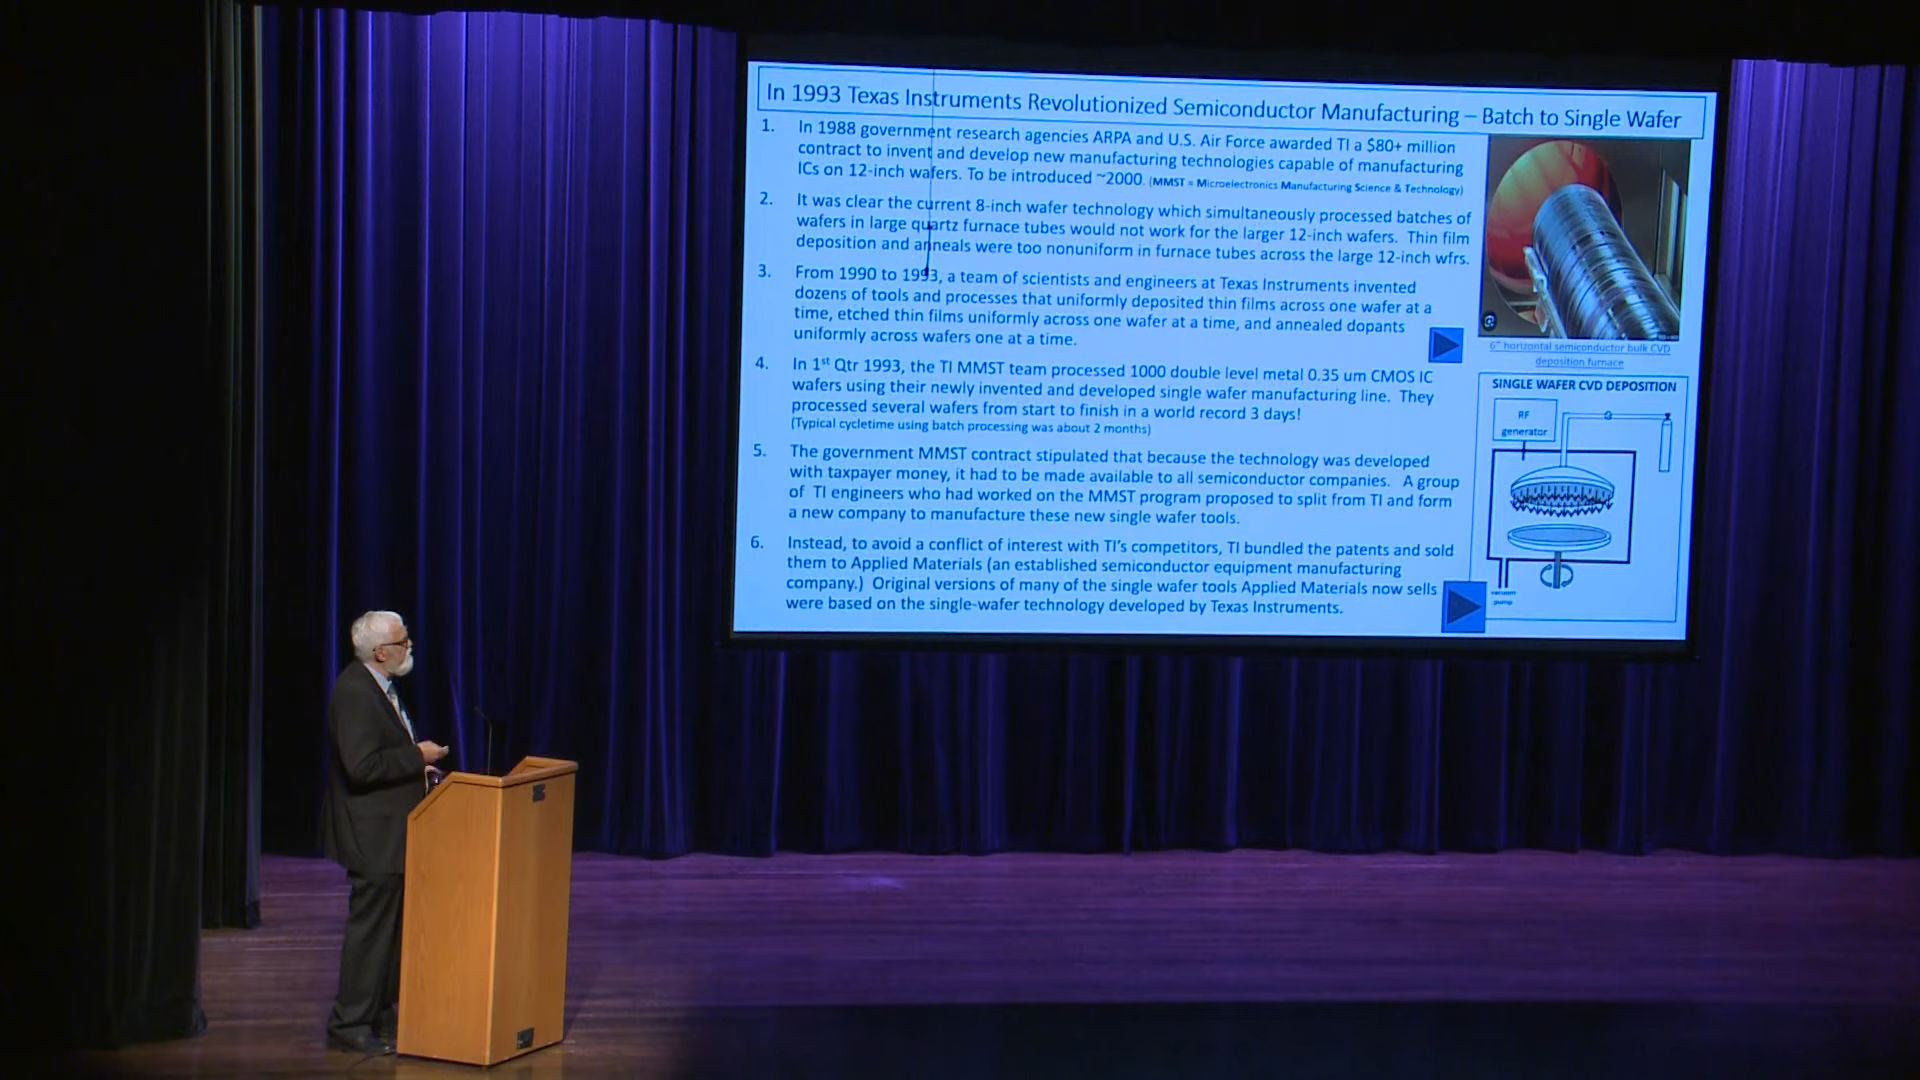 In 1993 Texas Instruments Revolutionized Semiconductor Manufacturing – Batch to Single Wafer
1. In 1988 government research agencies ARPA and U.S. Air Force awarded TI a $80+ million
contract to invent and develop new manufacturing technologies capable of manufacturing
ICs on 12-inch wafers. To be introduced ~2000. (MMST = Microelectronics Manufacturing Science & Technology)
2. It was clear the current 8-inch wafer technology which simultaneously processed batches of
wafers in large quartz furnace tubes would not work for the larger 12-inch wafers. Thin film
deposition and anneals were too nonuniform in furnace tubes across the large 12-inch wfrs.
3. From 1990 to 1993, a team of scientists and engineers at Texas Instruments invented
dozens of tools and processes that uniformly deposited thin films across one wafer at a
time, etched thin films uniformly across one wafer at a time, and annealed dopants
uniformly across wafers one at a time.
4. In 1st Qtr 1993, the TI MMST team processed 1000 double level metal 0.35 um CMOS IC
wafers using their newly invented and developed single wafer manufacturing line. They
processed several wafers from start to finish in a world record 3 days!
(Typical cycletime using batch processing was about 2 months)
5. The government MMST contract stipulated that because the technology was developed
with taxpayer money, it had to be made available to all semiconductor companies. A group
of TI engineers who had worked on the MMST program proposed to split from TI and form
a new company to manufacture these new single wafer tools.
6. Instead, to avoid a conflict of interest with TI's competitors, TI bundled the patents and sold
them to Applied Materials (an established semiconductor equipment manufacturing
company.) Original versions of many of the single wafer tools Applied Materials now sells
were based on the single-wafer technology developed by Texas Instruments.
6" horizontal semiconductor bulk CVD
deposition furnace
SINGLE WAFER CVD DEPOSITION
RF
generator
vacuum
pump